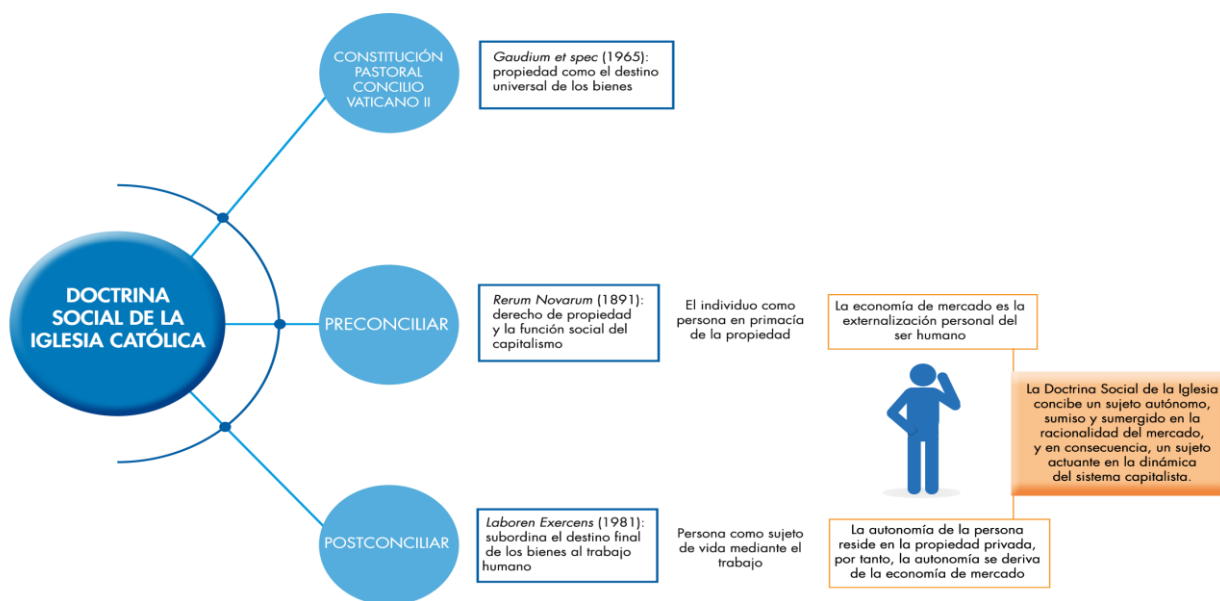 CONSTITUCIÓN
PASTORAL
CONCILIO
VATICANO II
Gaudium et spec (1965):
propiedad como el destino
universal de los bienes
DOCTRINA
SOCIAL DE LA
IGLESIA CATÓLICA
PRECONCILIAR
Rerum Novarum (1891):
derecho de propiedad
y la función social del
capitalismo
El individuo como
persona en primacía
de la propiedad
La economía de mercado es la
externalización personal del
ser humano
La Doctrina Social de la Iglesia
concibe un sujeto autónomo,
sumiso y sumergido en la
racionalidad del mercado,
y en consecuencia, un sujeto
actuante en la dinámica
del sistema capitalista.
POSTCONCILIAR
Laboren Exercens (1981):
subordina el destino final
de los bienes al trabajo
humano
Persona como sujeto
de vida mediante el
trabajo
La autonomía de la persona
reside en la propiedad privada,
por tanto, la autonomía se deriva
de la economía de mercado